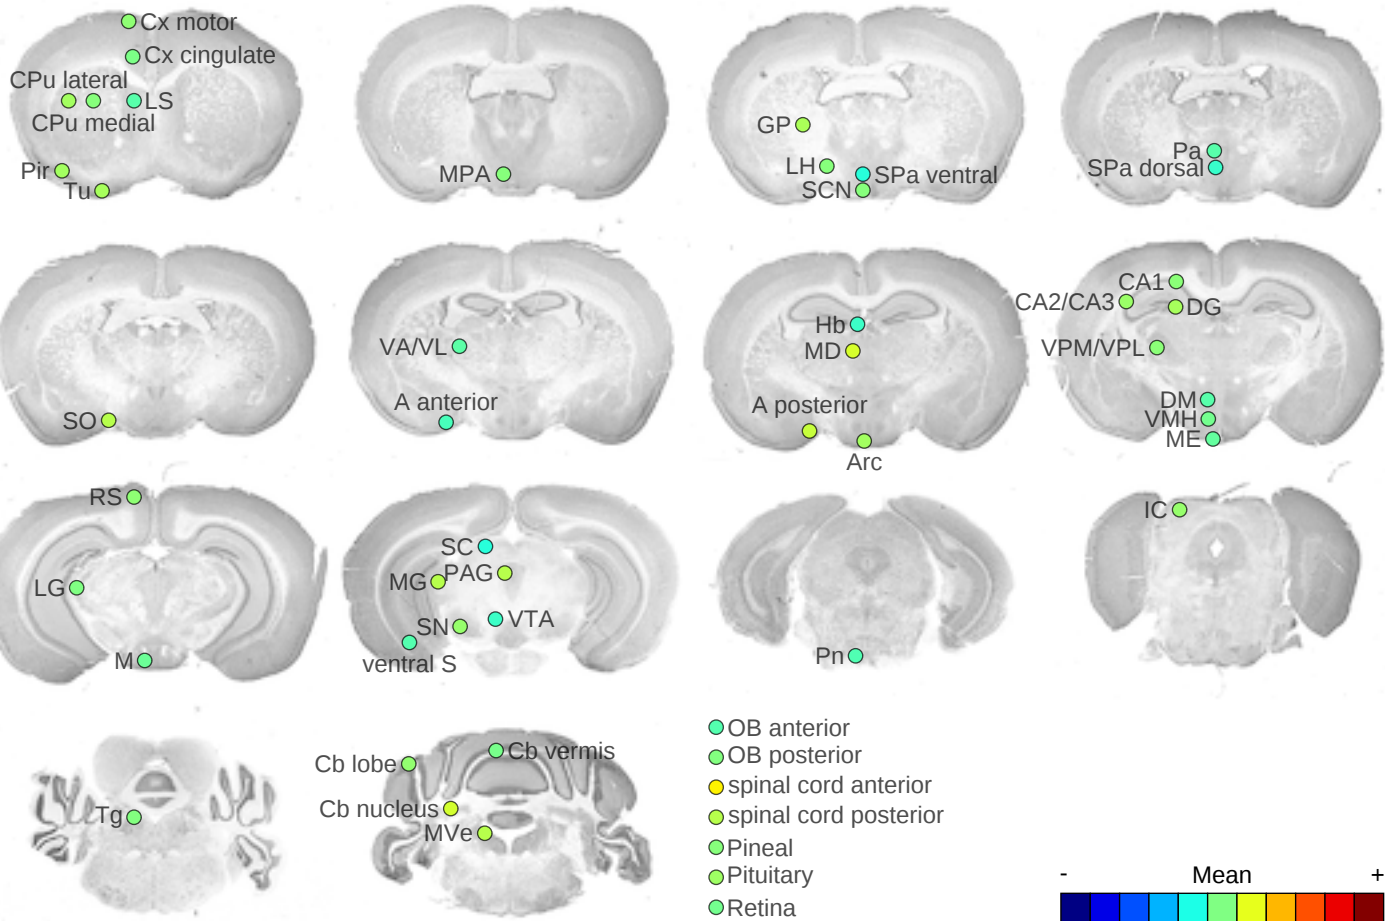 Cx motor
Cx cingulate
CPu lateral
LS
CPu medial
Pir
Tu
MPA
GP
LH
SPa ventral
SCN
Pa
SPa dorsal
SO
VA/VL
A anterior
Hb
MD
A posterior
Arc
CA1
CA2/CA3
DG
VPM/VPL
DM
VMH
ME
RS
LG
M
SC
MG
PAG
SN
VTA
ventral S
Pn
IC
Tg
Cb lobe
Cb vermis
Cb nucleus
MVe
OB anterior
OB posterior
spinal cord anterior
spinal cord posterior
Pineal
Pituitary
Retina
- Mean +